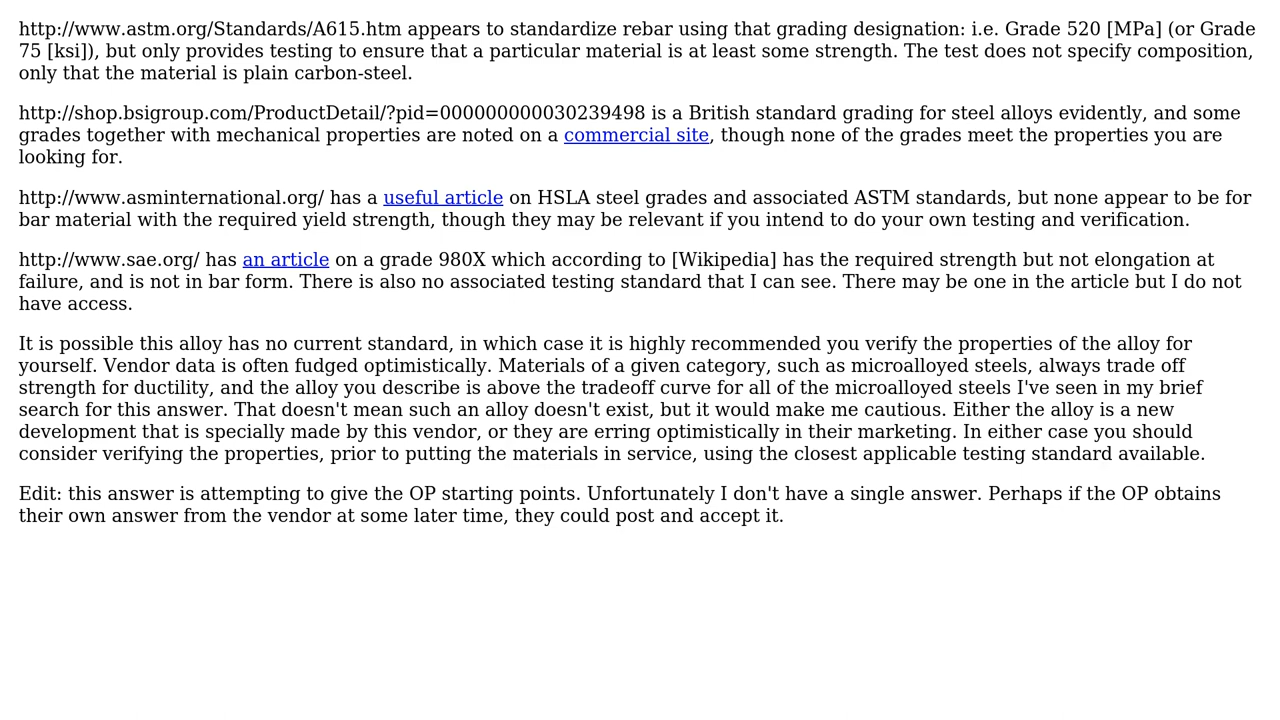 http://www.astm.org/Standards/A615.htm appears to standardize rebar using that grading designation: i.e. Grade 520 [MPa] (or Grade
75 [ksi]), but only provides testing to ensure that a particular material is at least some strength. The test does not specify composition,
only that the material is plain carbon-steel.
http://shop.bsigroup.com/ProductDetail/?pid=000000000030239498 is a British standard grading for steel alloys evidently, and some
grades together with mechanical properties are noted on a commercial site, though none of the grades meet the properties you are
looking for.
http://www.asminternational.org/ has a useful article on HSLA steel grades and associated ASTM standards, but none appear to be for
bar material with the required yield strength, though they may be relevant if you intend to do your own testing and verification.
http://www.sae.org/ has an article on a grade 980X which according to [Wikipedia] has the required strength but not elongation at
failure, and is not in bar form. There is also no associated testing standard that I can see. There may be one in the article but I do not
have access.
It is possible this alloy has no current standard, in which case it is highly recommended you verify the properties of the alloy for
yourself. Vendor data is often fudged optimistically. Materials of a given category, such as microalloyed steels, always trade off
strength for ductility, and the alloy you describe is above the tradeoff curve for all of the microalloyed steels I've seen in my brief
search for this answer. That doesn't mean such an alloy doesn't exist, but it would make me cautious. Either the alloy is a new
development that is specially made by this vendor, or they are erring optimistically in their marketing. In either case you should
consider verifying the properties, prior to putting the materials in service, using the closest applicable testing standard available.
Edit: this answer is attempting to give the OP starting points. Unfortunately I don't have a single answer. Perhaps if the OP obtains
their own answer from the vendor at some later time, they could post and accept it.